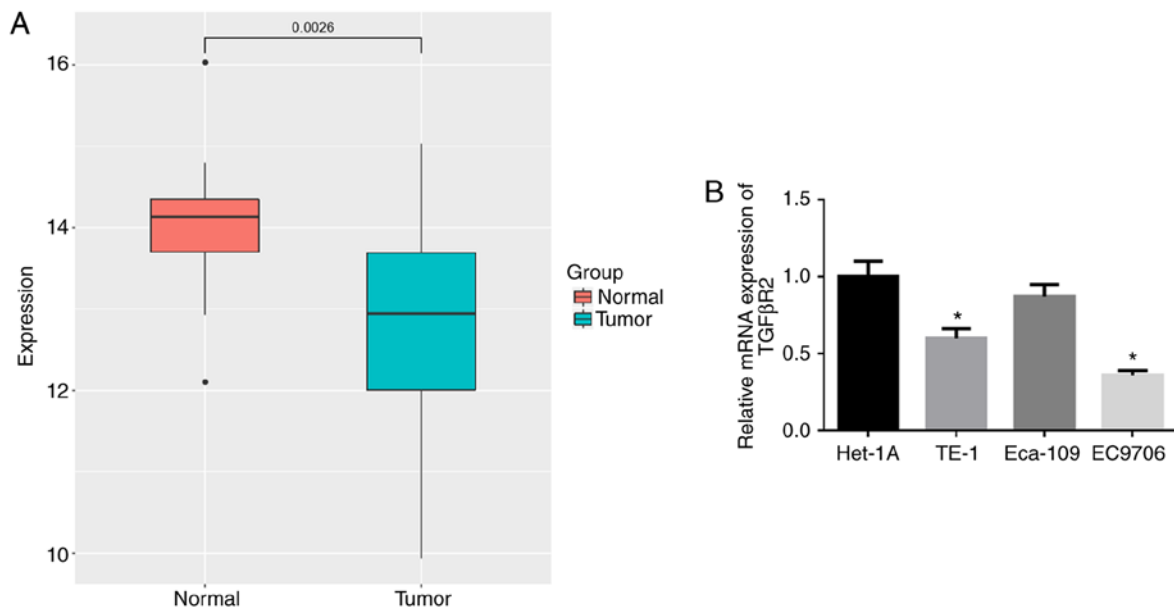 A
0.0026
Expression
16
14
12
10
Normal
Tumor
Group
Normal
Tumor
B
Relative mRNA expression of
TGFβR2
1.5
1.0
0.5
0.0
*
*
Het-1A
TE-1
Eca-109
EC9706